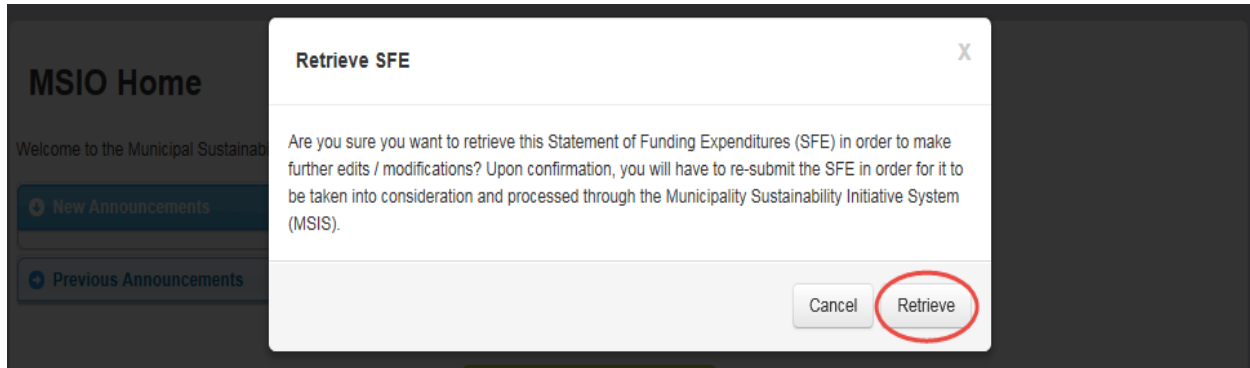 Retrieve SFE
X
MSIO Home
Welcome to the Municipal Sustainab
Are you sure you want to retrieve this Statement of Funding Expenditures (SFE) in order to make
further edits / modifications? Upon confirmation, you will have to re-submit the SFE in order for it to
be taken into consideration and processed through the Municipality Sustainability Initiative System
(MSIS).
New Announcements
Previous Announcements
Cancel
Retrieve